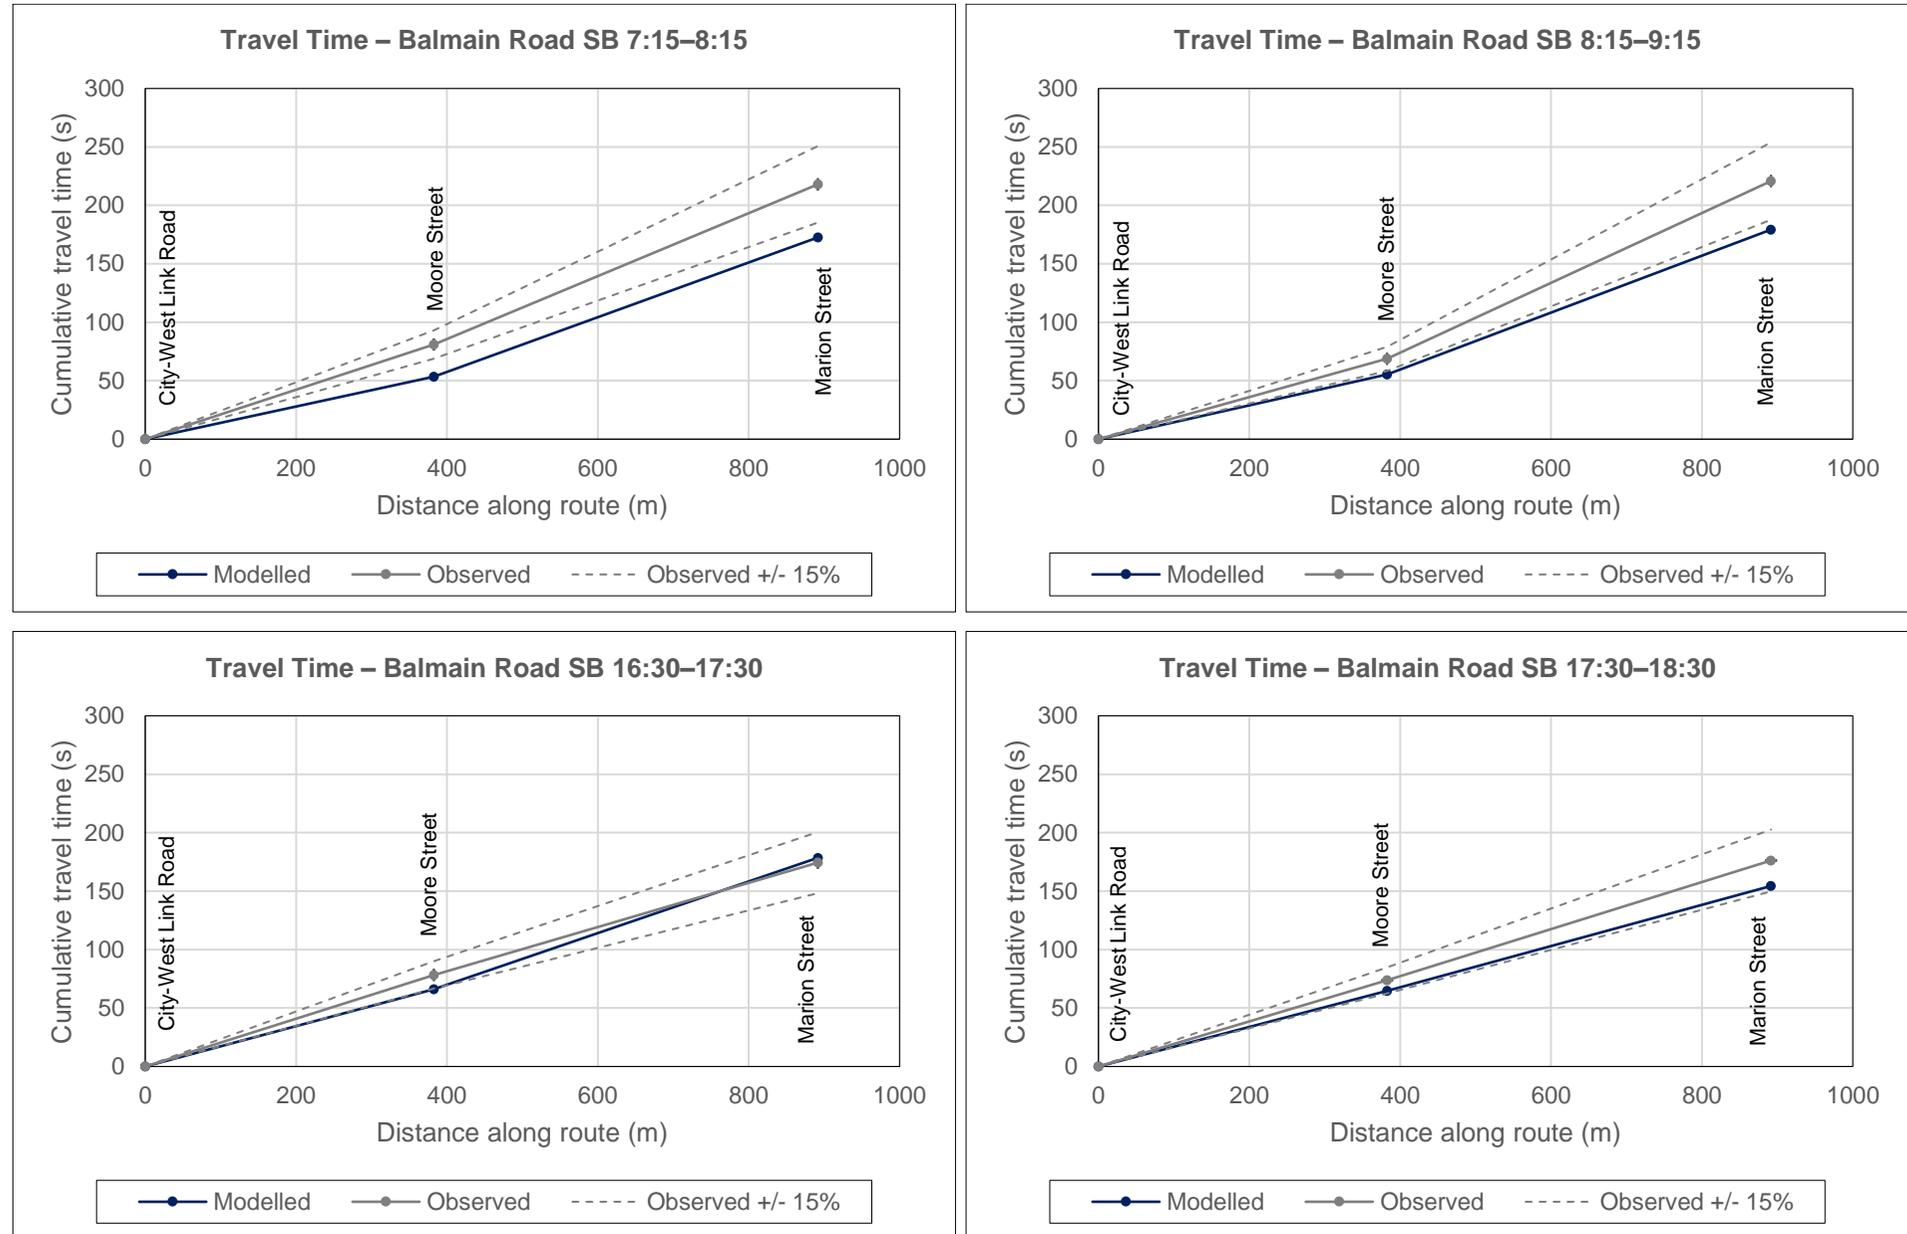 Travel Time – Balmain Road SB 7:15–8:15
300
250
200
150
100
50
0
Cumulative travel time (s)
City-West Link Road
Moore Street
Marion Street
0 200 400 600 800 1000
Distance along route (m)
Modelled Observed Observed +/- 15%
Travel Time – Balmain Road SB 8:15–9:15
300
250
200
150
100
50
0
Cumulative travel time (s)
City-West Link Road
Moore Street
Marion Street
0 200 400 600 800 1000
Distance along route (m)
Modelled Observed Observed +/- 15%
Travel Time – Balmain Road SB 16:30–17:30
300
250
200
150
100
50
0
Cumulative travel time (s)
City-West Link Road
Moore Street
Marion Street
0 200 400 600 800 1000
Distance along route (m)
Modelled Observed Observed +/- 15%
Travel Time – Balmain Road SB 17:30–18:30
300
250
200
150
100
50
0
Cumulative travel time (s)
City-West Link Road
Moore Street
Marion Street
0 200 400 600 800 1000
Distance along route (m)
Modelled Observed Observed +/- 15%